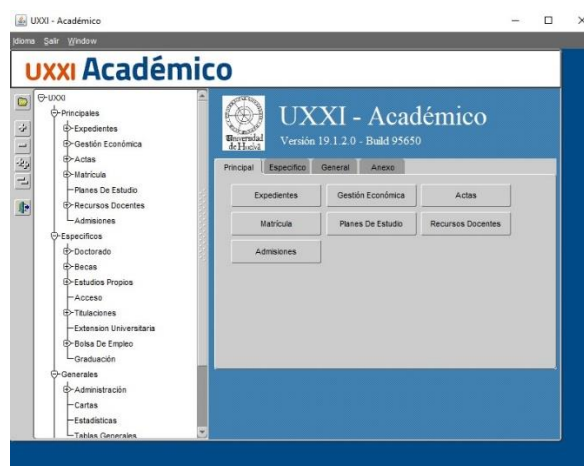 UXXI - Académico
Idioma Salir Window
UXXI Académico
UXXI
Principales
Expedientes
Gestión Económica
Actas
Matrícula
Planes De Estudio
Recursos Docentes
Admisiones
Específicos
Doctorado
Becas
Estudios Propios
Acceso
Titulaciones
Extension Universitaria
Bolsa De Empleo
Graduación
Generales
Administración
Cartas
Estadísticas
Tablas Generales
Universidad
de Huelva
UXXI - Académico
Versión 19.1.2.0 - Build 95650
Principal Específico General Anexo
Expedientes Gestión Económica Actas
Matrícula Planes De Estudio Recursos Docentes
Admisiones